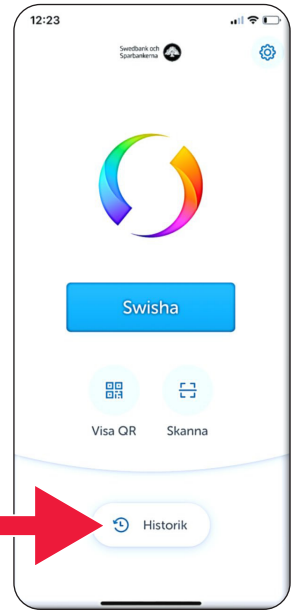 12:23
Swedbank och
Sparbankerna
Swisha
Visa QR
Skanna
Historik